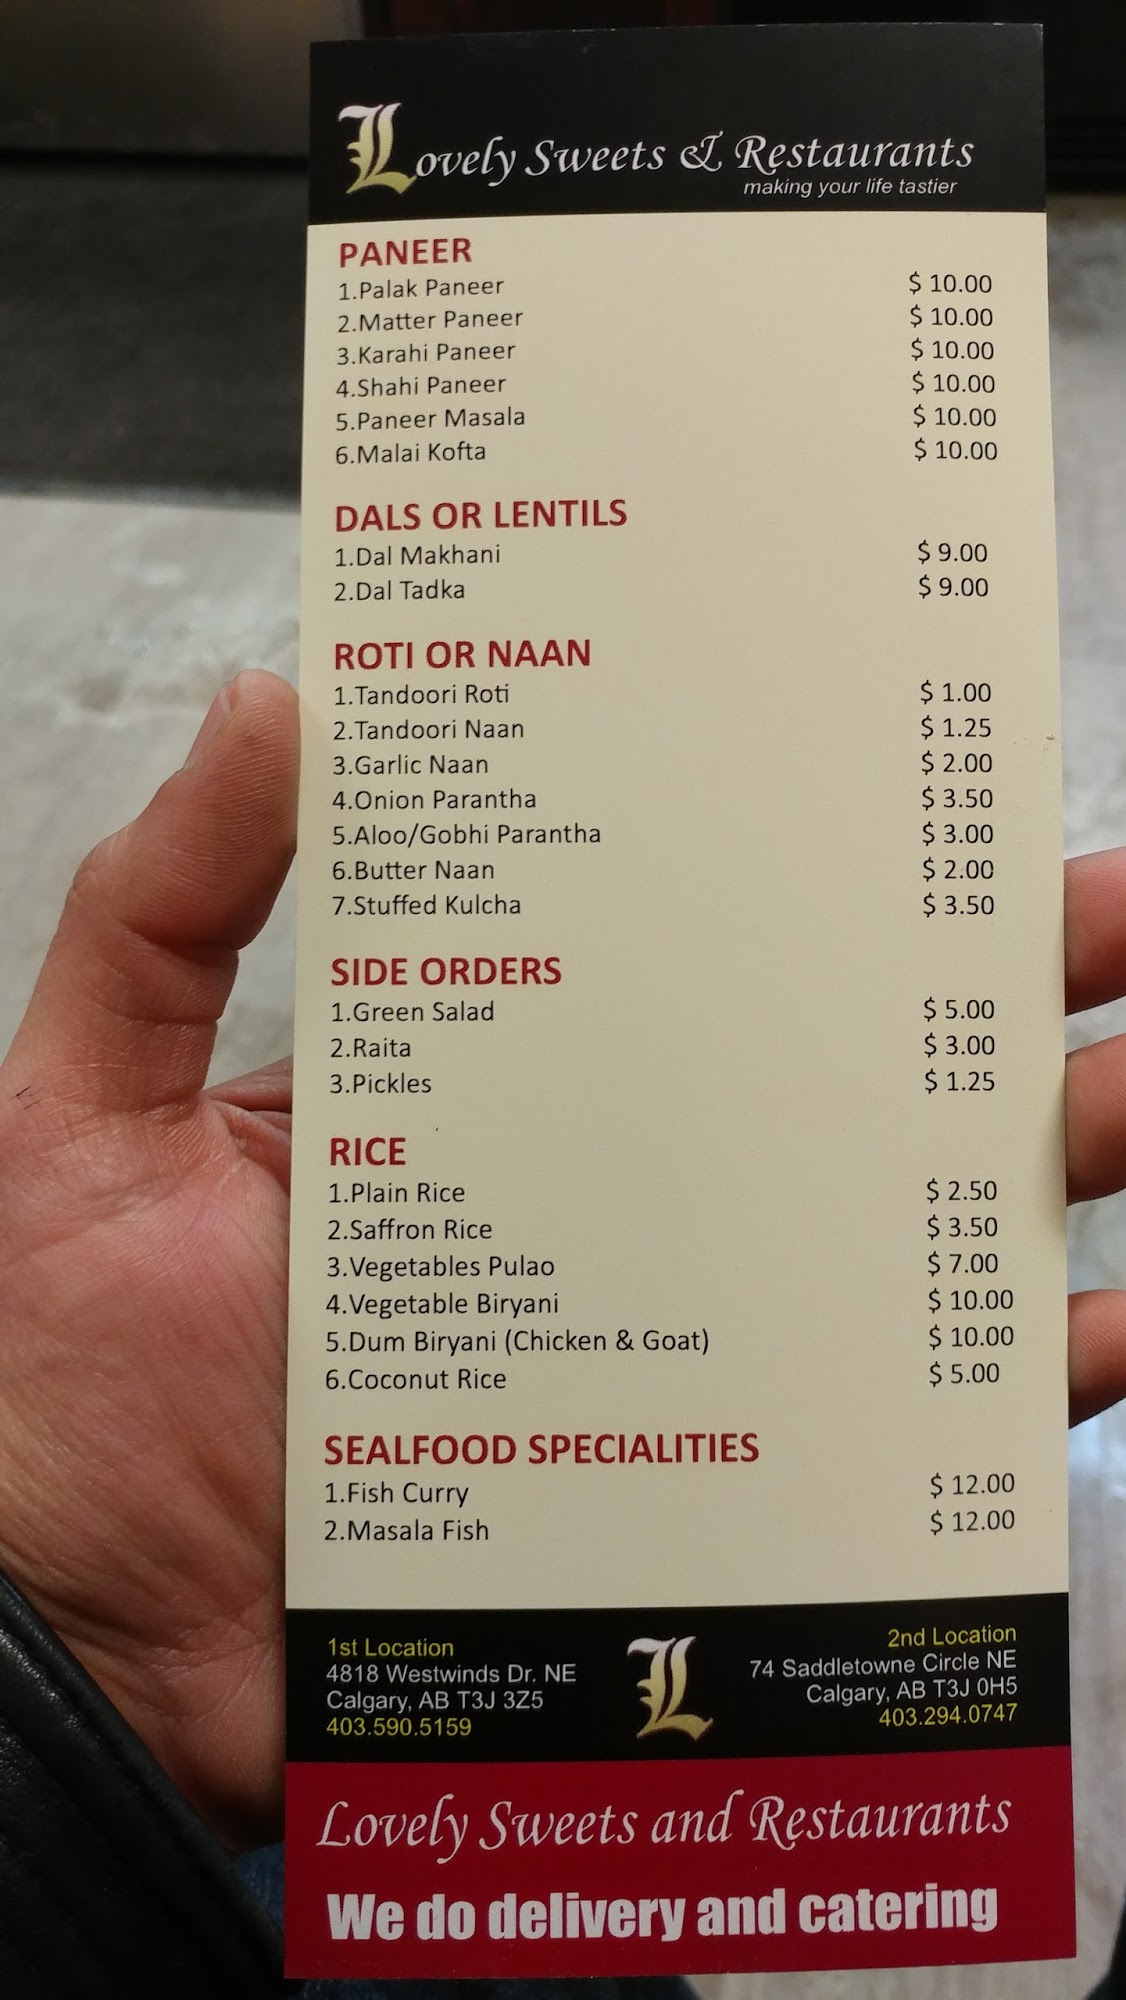 Lovely Sweets & Restaurants
making your life tastier
PANEER
1.Palak Paneer $ 10.00
2.Matter Paneer $ 10.00
3.Karahi Paneer $ 10.00
4.Shahi Paneer $ 10.00
5.Paneer Masala $ 10.00
6.Malai Kofta $ 10.00
DALS OR LENTILS
1.Dal Makhani $ 9.00
2.Dal Tadka $ 9.00
ROTI OR NAAN
1.Tandoori Roti $ 1.00
2.Tandoori Naan $ 1.25
3.Garlic Naan $ 2.00
4.Onion Parantha $ 3.50
5.Aloo/Gobhi Parantha $ 3.00
6.Butter Naan $ 2.00
7.Stuffed Kulcha $ 3.50
SIDE ORDERS
1.Green Salad $ 5.00
2.Raita $ 3.00
3.Pickles $ 1.25
RICE
1.Plain Rice $ 2.50
2.Saffron Rice $ 3.50
3.Vegetables Pulao $ 7.00
4.Vegetable Biryani $ 10.00
5.Dum Biryani (Chicken & Goat) $ 10.00
6.Coconut Rice $ 5.00
SEALFOOD SPECIALITIES
1.Fish Curry $ 12.00
2.Masala Fish $ 12.00
1st Location
4818 Westwinds Dr. NE
Calgary, AB T3J 3Z5
403.590.5159
L
2nd Location
74 Saddletowne Circle NE
Calgary, AB T3J 0H5
403.294.0747
Lovely Sweets and Restaurants
We do delivery and catering